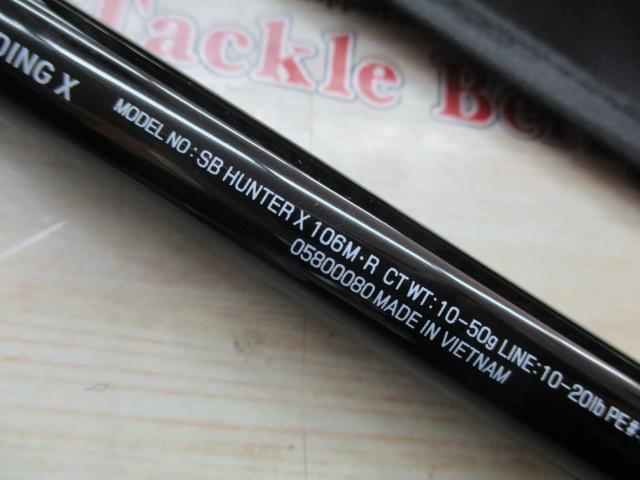 Tackle Be
DING X
MODEL NO : SB HUNTER X 106M・R CT WT : 10-50g LINE : 10-20lb PE#
05800080 MADE IN VIETNAM